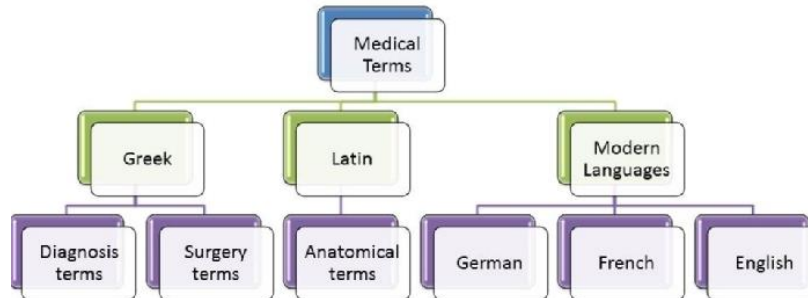 Medical
Terms
Greek
Latin
Modern
Languages
Diagnosis
terms
Surgery
terms
Anatomical
terms
German
French
English